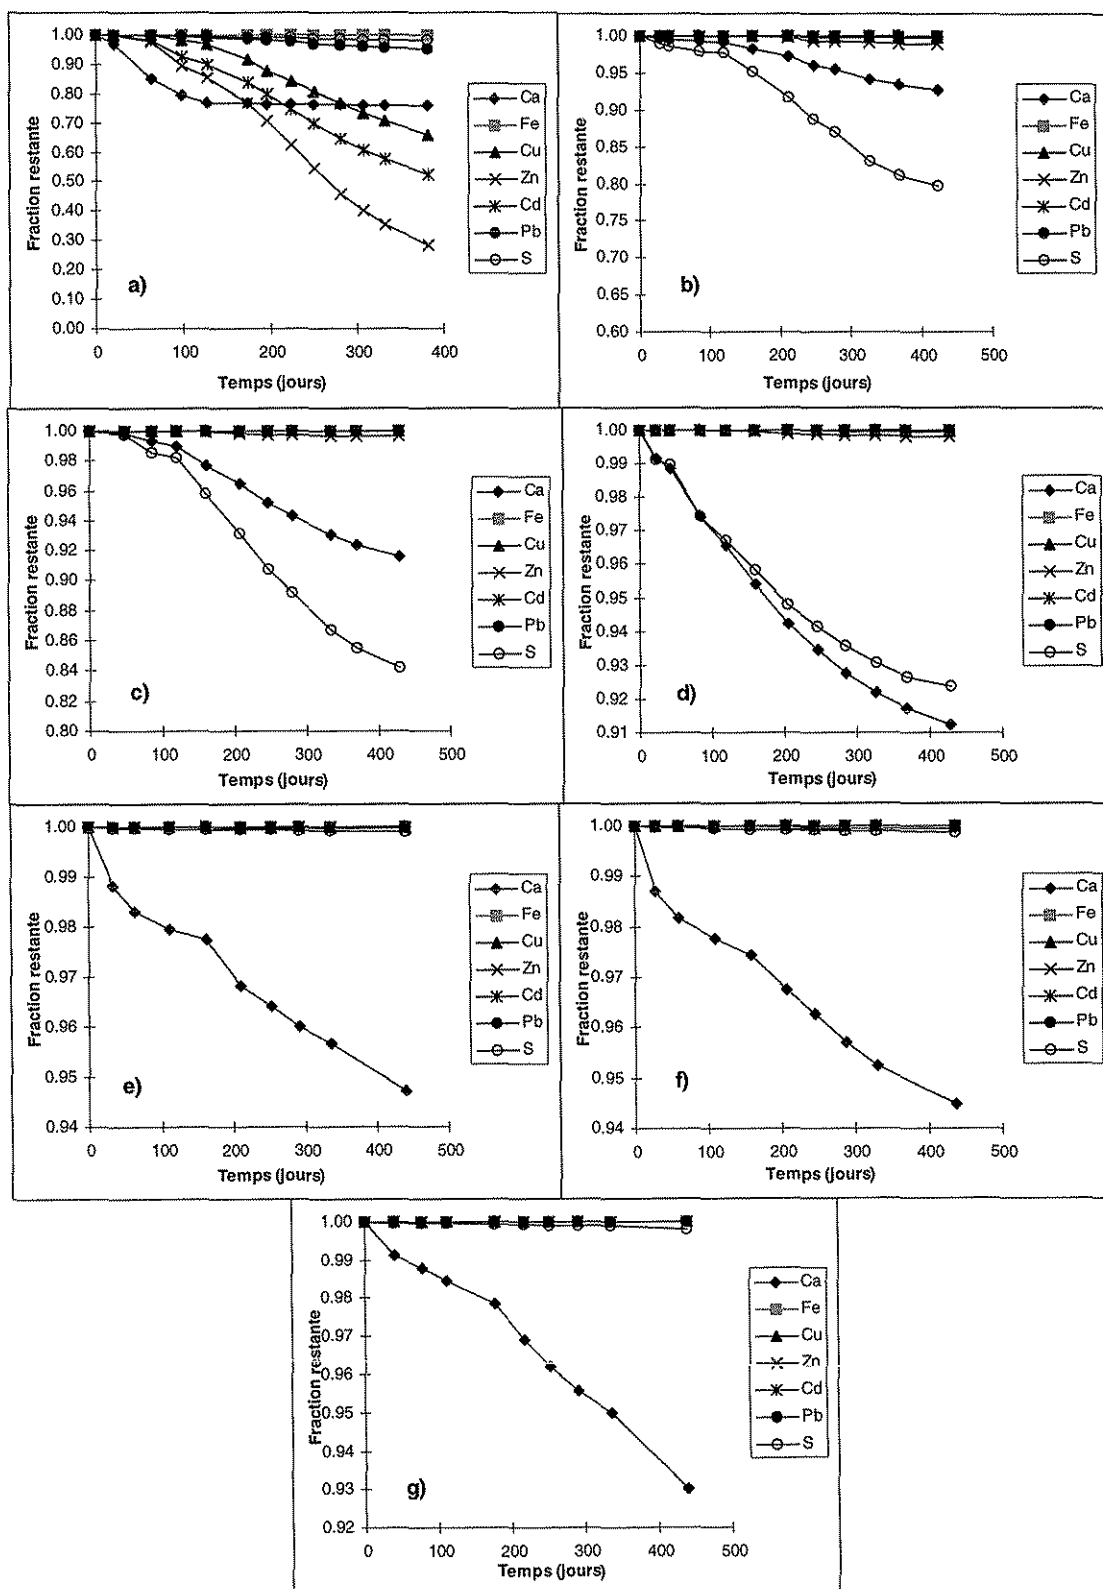 Fraction restante
1.00
0.90
0.80
0.70
0.60
0.50
0.40
0.30
0.20
0.10
0.00
0 100 200 300 400
Temps (jours)
a)
Ca
Fe
Cu
Zn
Cd
Pb
S
Fraction restante
1.00
0.95
0.90
0.85
0.80
0.75
0.70
0.65
0.60
0 100 200 300 400 500
Temps (jours)
b)
Ca
Fe
Cu
Zn
Cd
Pb
S
Fraction restante
1.00
0.98
0.96
0.94
0.92
0.90
0.88
0.86
0.84
0.82
0.80
0 100 200 300 400 500
Temps (jours)
c)
Ca
Fe
Cu
Zn
Cd
Pb
S
Fraction restante
1.00
0.99
0.98
0.97
0.96
0.95
0.94
0.93
0.92
0.91
0 100 200 300 400 500
Temps (jours)
d)
Ca
Fe
Cu
Zn
Cd
Pb
S
Fraction restante
1.00
0.99
0.98
0.97
0.96
0.95
0.94
0 100 200 300 400 500
Temps (jours)
e)
Ca
Fe
Cu
Zn
Cd
Pb
S
Fraction restante
1.00
0.99
0.98
0.97
0.96
0.95
0.94
0 100 200 300 400 500
Temps (jours)
f)
Ca
Fe
Cu
Zn
Cd
Pb
S
Fraction restante
1.00
0.99
0.98
0.97
0.96
0.95
0.94
0.93
0.92
0 100 200 300 400 500
Temps (jours)
g)
Ca
Fe
Cu
Zn
Cd
Pb
S